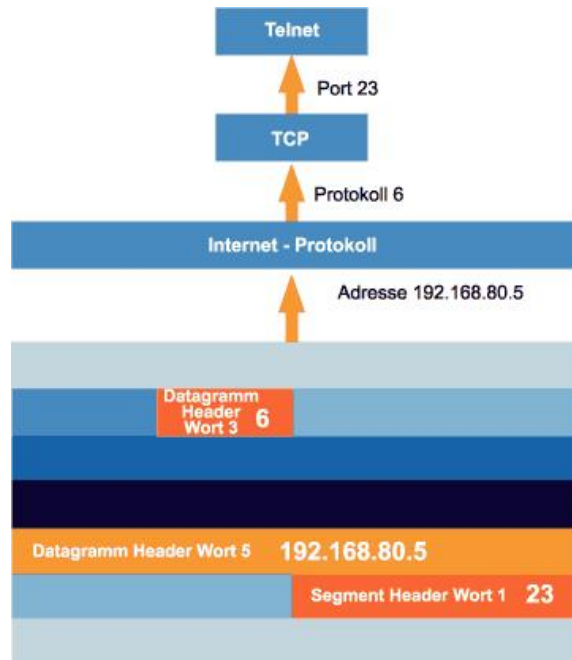 Telnet
Port 23
TCP
Protokoll 6
Internet - Protokoll
Adresse 192.168.80.5
Datagramm
Header
Wort 3 6
Datagramm Header Wort 5 192.168.80.5
Segment Header Wort 1 23